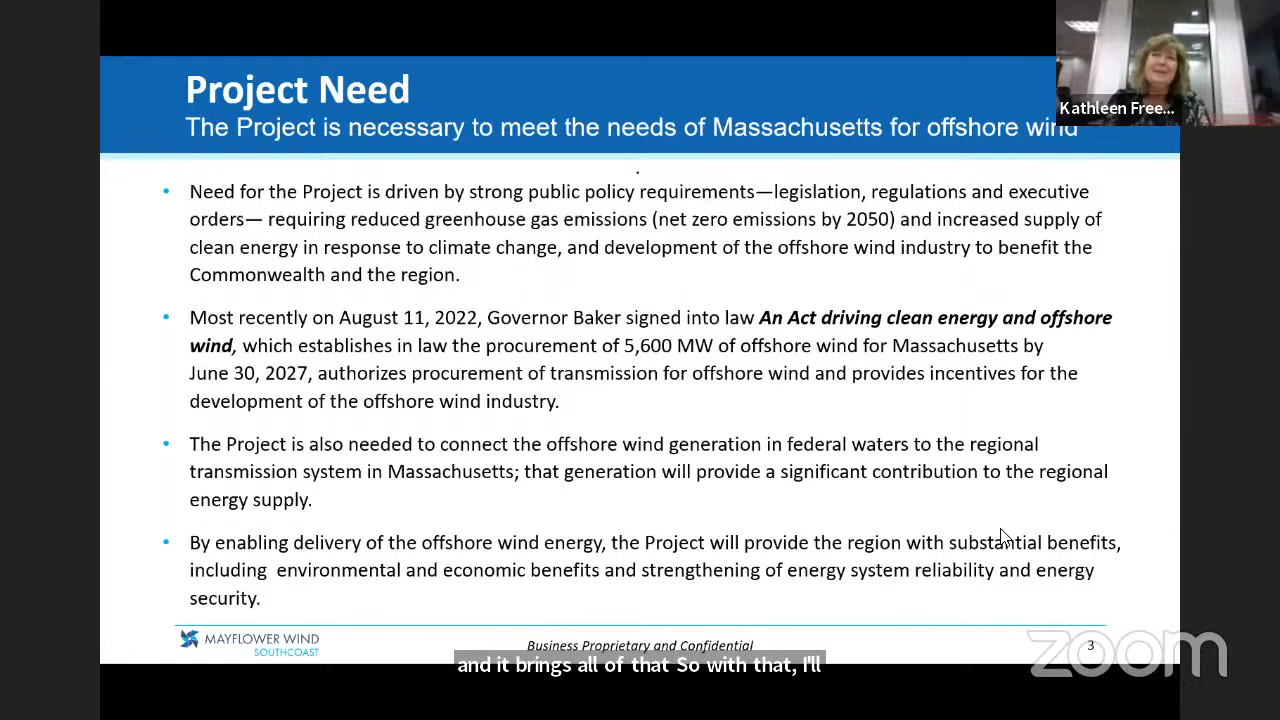 Project Need
The Project is necessary to meet the needs of Massachusetts for offshore wind
Kathleen Free...
• Need for the Project is driven by strong public policy requirements—legislation, regulations and executive
orders— requiring reduced greenhouse gas emissions (net zero emissions by 2050) and increased supply of
clean energy in response to climate change, and development of the offshore wind industry to benefit the
Commonwealth and the region.
• Most recently on August 11, 2022, Governor Baker signed into law An Act driving clean energy and offshore
wind, which establishes in law the procurement of 5,600 MW of offshore wind for Massachusetts by
June 30, 2027, authorizes procurement of transmission for offshore wind and provides incentives for the
development of the offshore wind industry.
• The Project is also needed to connect the offshore wind generation in federal waters to the regional
transmission system in Massachusetts; that generation will provide a significant contribution to the regional
energy supply.
• By enabling delivery of the offshore wind energy, the Project will provide the region with substantial benefits,
including environmental and economic benefits and strengthening of energy system reliability and energy
security.
MAYFLOWER WIND
SOUTHCOAST
Business Proprietary and Confidential
3
zoom
and it brings all of that So with that, I'll